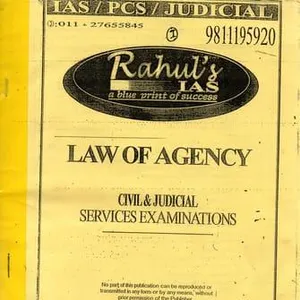 IAS / PCS / JUDICIAL
☎:011 - 27655845
① 9811195920
Rahul's
IAS
a blue print of success
LAW OF AGENCY
CIVIL & JUDICIAL
SERVICES EXAMINATIONS
No part of this publication can be reproduced or
transmitted in any form or by any means, without
prior permission of the Publisher